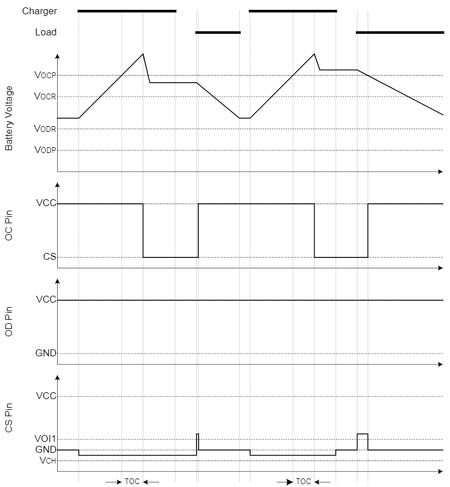 Charger
Load
Battery Voltage
VOCP
VOCR
VODR
VODP
OC Pin
VCC
CS
OD Pin
VCC
GND
CS Pin
VCC
VOI1
GND
VCH
TOC
TOC